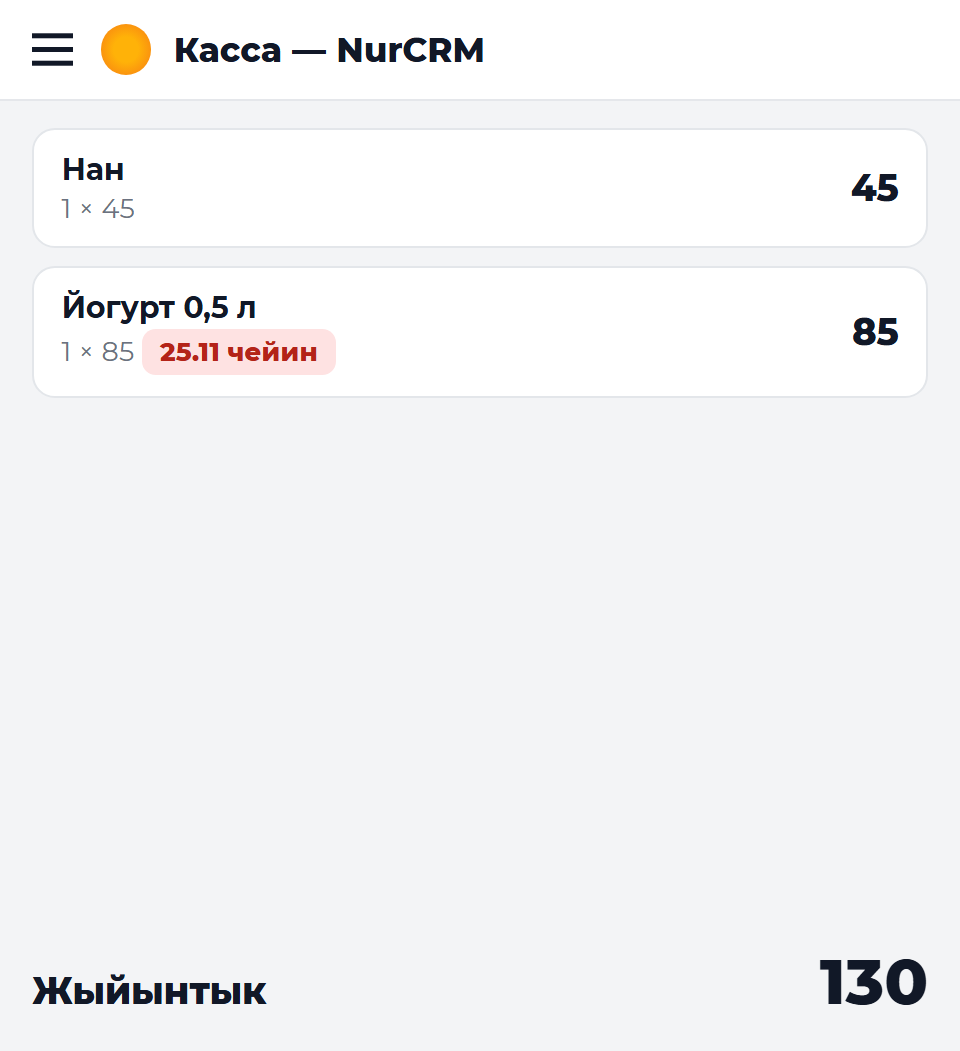 Касса — NurCRM
Нан
1 × 45
45
Йогурт 0,5 л
1 × 85 25.11 чейин
85
Жыйынтык
130